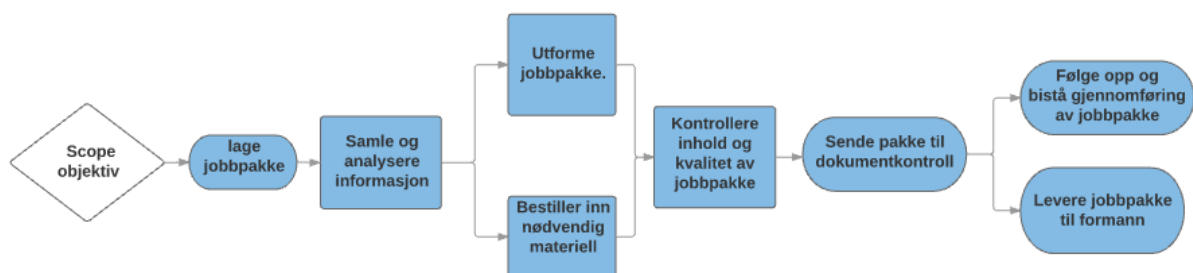 Scope
objektiv
lage
jobbpakke
Samle og
analysere
informasjon
Utforme
jobbpakke.
Bestiller inn
nødvendig
materiell
Kontrollere
inhold og
kvalitet av
jobbpakke
Sende pakke til
dokumentkontroll
Følge opp og
bistå gjennomføring
av jobbpakke
Levere jobbpakke
til formann